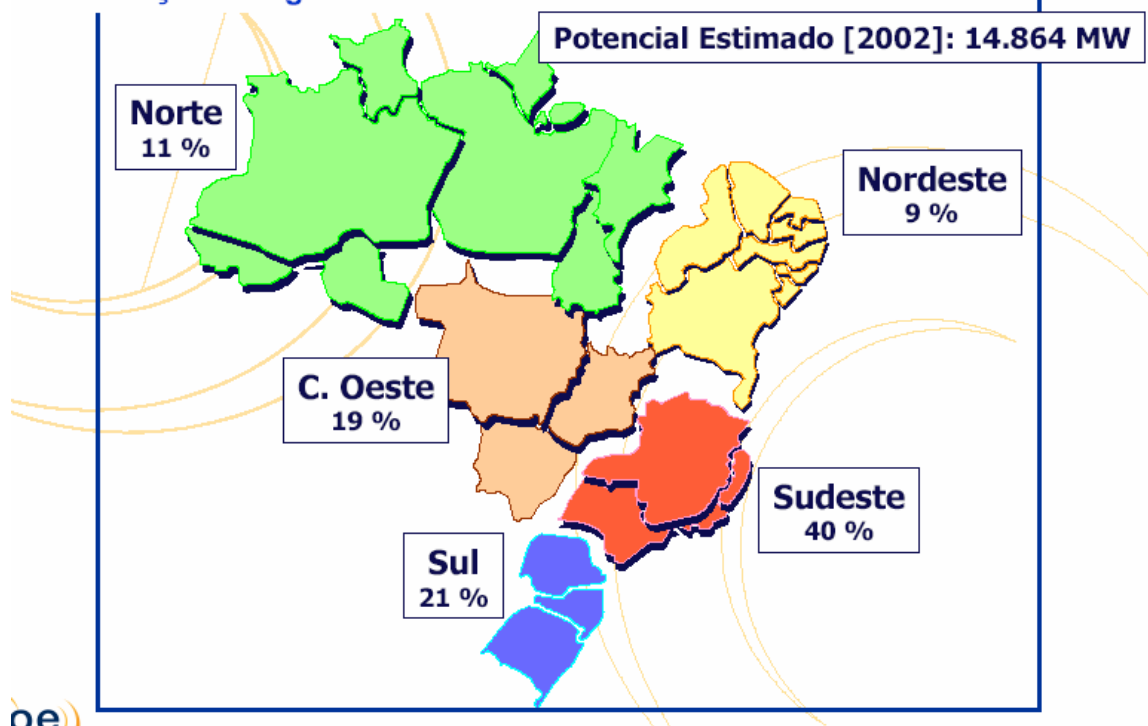 Potencial Estimado [2002]: 14.864 MW
Norte
11 %
Nordeste
9 %
C. Oeste
19 %
Sudeste
40 %
Sul
21 %